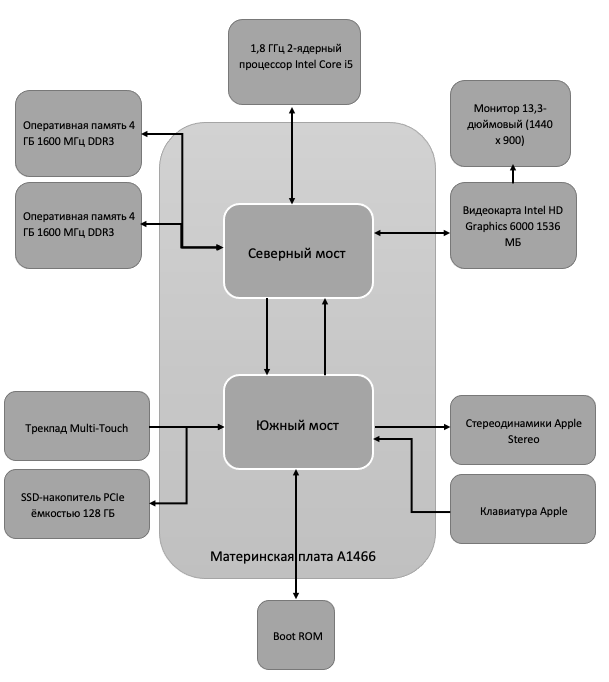 1,8 ГГц 2-ядерный
процессор Intel Core i5
Оперативная память 4
ГБ 1600 МГц DDR3
Монитор 13,3-
дюймовый (1440
x 900)
Оперативная память 4
ГБ 1600 МГц DDR3
Видеокарта Intel HD
Graphics 6000 1536
МБ
Северный мост
Трекпад Multi-Touch
Южный мост
Стереодинамики Apple
Stereo
SSD-накопитель PCIe
ёмкостью 128 ГБ
Клавиатура Apple
Материнская плата A1466
Boot ROM